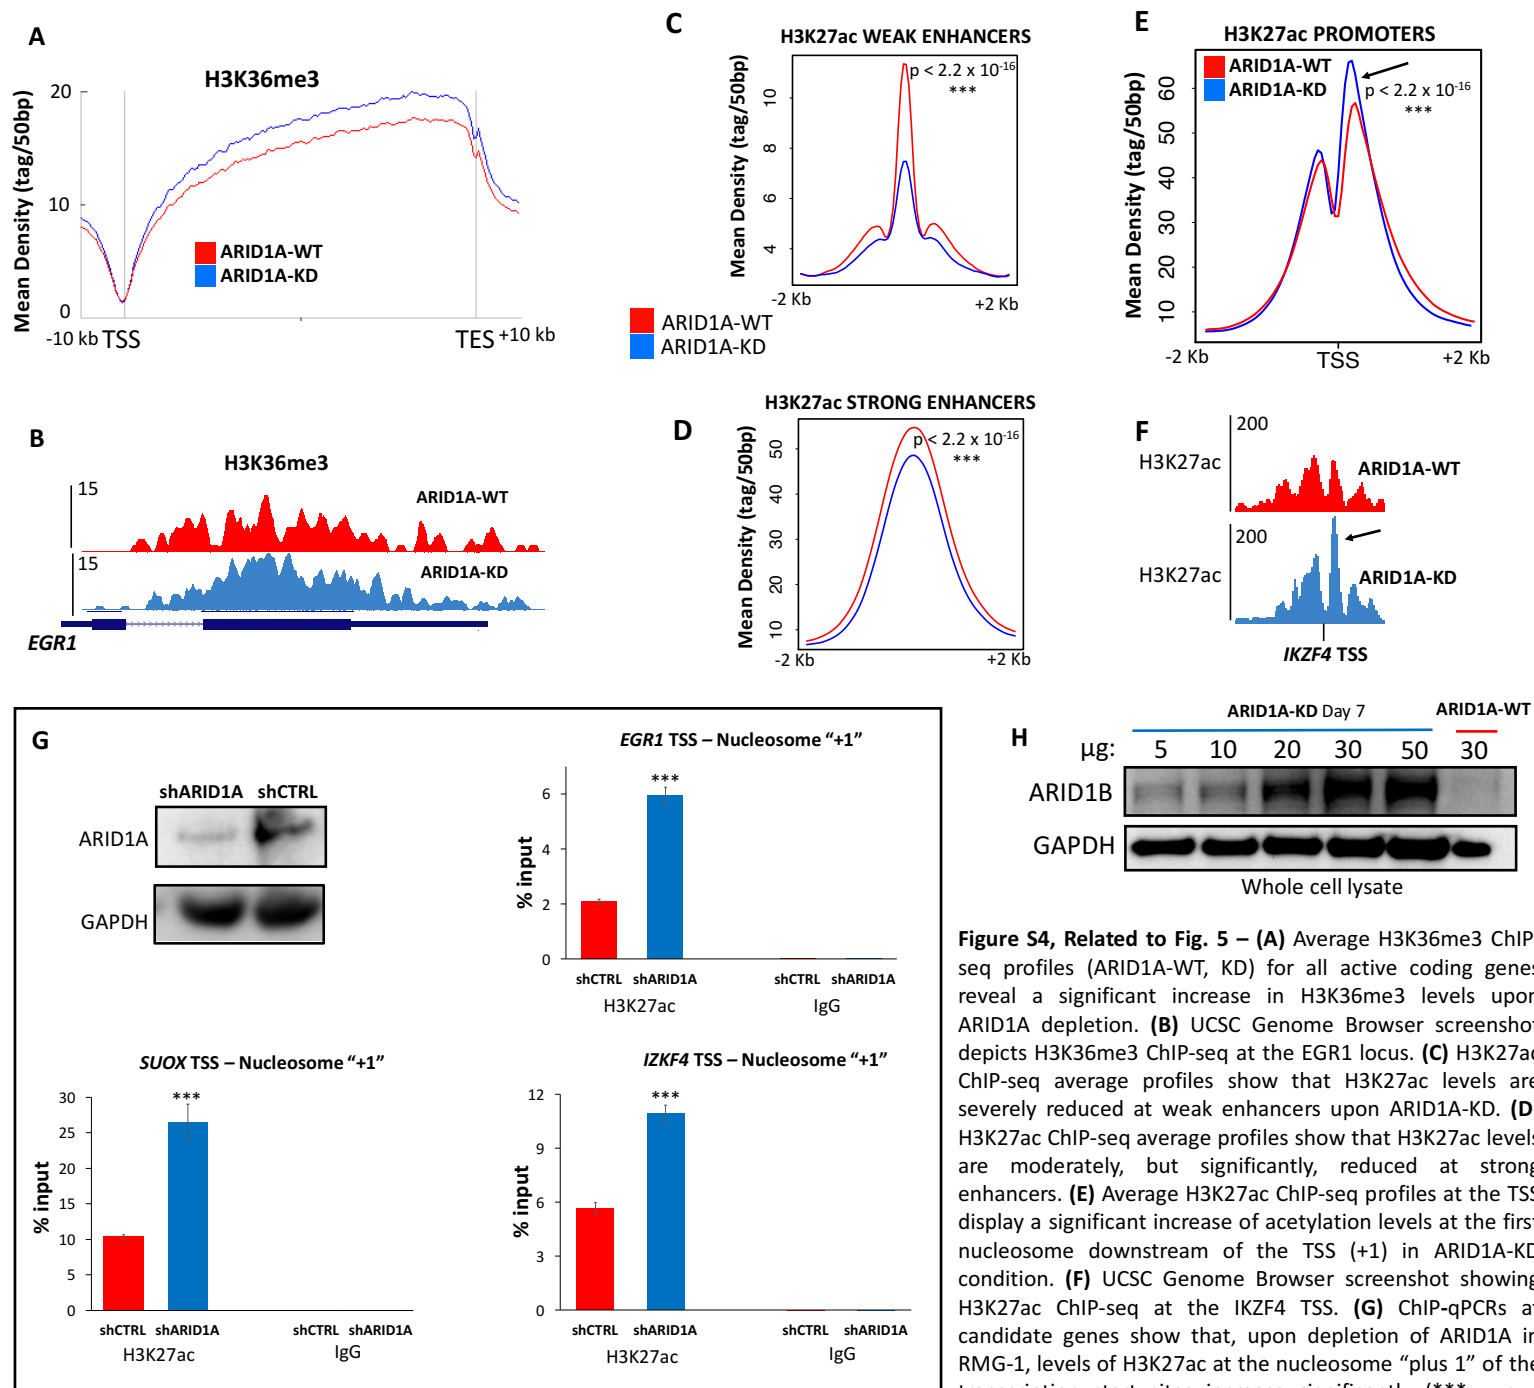 A
H3K36me3
Mean Density (tag/50bp)
20
10
0
ARID1A-WT
ARID1A-KD
-10 kb TSS TES +10 kb
B
H3K36me3
15
ARID1A-WT
15
ARID1A-KD
EGR1
C
H3K27ac WEAK ENHANCERS
Mean Density (tag/50bp)
10
8
6
4
p < 2.2 x 10-16
***
-2 Kb +2 Kb
ARID1A-WT
ARID1A-KD
D
H3K27ac STRONG ENHANCERS
Mean Density (tag/50bp)
50
40
30
20
10
p < 2.2 x 10-16
***
-2 Kb +2 Kb
E
H3K27ac PROMOTERS
ARID1A-WT
ARID1A-KD
Mean Density (tag/50bp)
60
50
40
30
20
10
p < 2.2 x 10-16
***
-2 Kb TSS +2 Kb
F
200
H3K27ac
ARID1A-WT
200
H3K27ac
ARID1A-KD
IKZF4 TSS
G
shARID1A shCTRL
ARID1A
GAPDH
EGR1 TSS – Nucleosome “+1”
% input
6
4
2
0
***
shCTRL shARID1A shCTRL shARID1A
H3K27ac IgG
SUOX TSS – Nucleosome “+1”
% input
30
25
20
15
10
5
0
***
shCTRL shARID1A shCTRL shARID1A
H3K27ac IgG
IZKF4 TSS – Nucleosome “+1”
% input
12
9
6
3
0
***
shCTRL shARID1A shCTRL shARID1A
H3K27ac IgG
H
ARID1A-KD Day 7 ARID1A-WT
μg: 5 10 20 30 50 30
ARID1B
GAPDH
Whole cell lysate
Figure S4, Related to Fig. 5 – (A) Average H3K36me3 ChIP-
seq profiles (ARID1A-WT, KD) for all active coding genes
reveal a significant increase in H3K36me3 levels upon
ARID1A depletion. (B) UCSC Genome Browser screenshot
depicts H3K36me3 ChIP-seq at the EGR1 locus. (C) H3K27ac
ChIP-seq average profiles show that H3K27ac levels are
severely reduced at weak enhancers upon ARID1A-KD. (D)
H3K27ac ChIP-seq average profiles show that H3K27ac levels
are moderately, but significantly, reduced at strong
enhancers. (E) Average H3K27ac ChIP-seq profiles at the TSS
display a significant increase of acetylation levels at the first
nucleosome downstream of the TSS (+1) in ARID1A-KD
condition. (F) UCSC Genome Browser screenshot showing
H3K27ac ChIP-seq at the IKZF4 TSS. (G) ChIP-qPCRs at
candidate genes show that, upon depletion of ARID1A in
RMG-1, levels of H3K27ac at the nucleosome “plus 1” of the